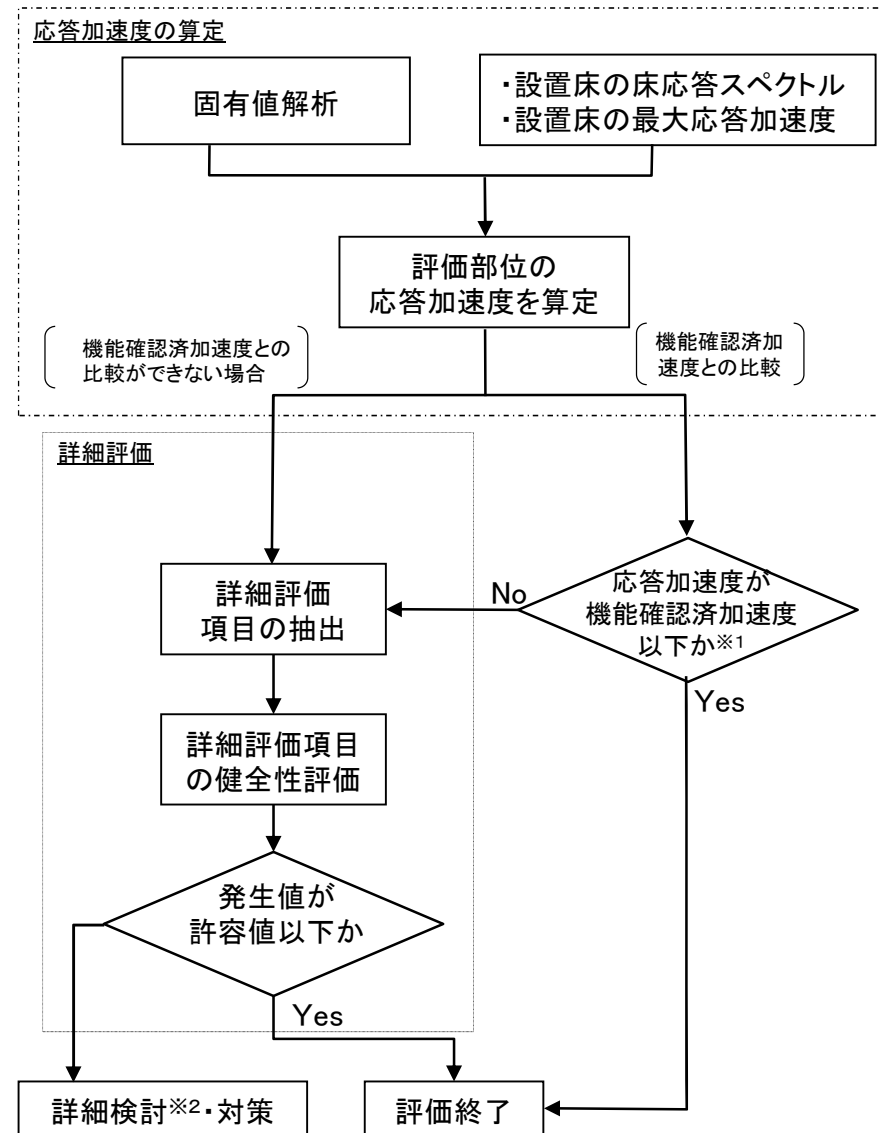 応答加速度の算定
固有値解析
・設置床の床応答スペクトル
・設置床の最大応答加速度
評価部位の
応答加速度を算定
機能確認済加速度との
比較ができない場合
機能確認済加
速度との比較
詳細評価
詳細評価
項目の抽出
No
応答加速度が
機能確認済加速度
以下か※1
Yes
詳細評価項目
の健全性評価
発生値が
許容値以下か
Yes
詳細検討※2・対策
評価終了